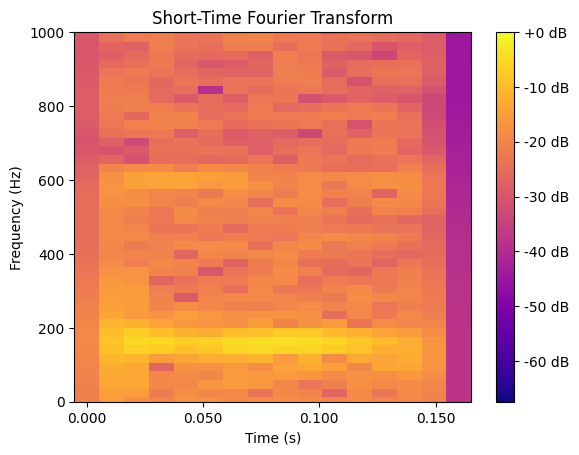 Short-Time Fourier Transform
1000
800
600
400
200
0
Frequency (Hz)
0.000
0.050
0.100
0.150
Time (s)
+0 dB
-10 dB
-20 dB
-30 dB
-40 dB
-50 dB
-60 dB